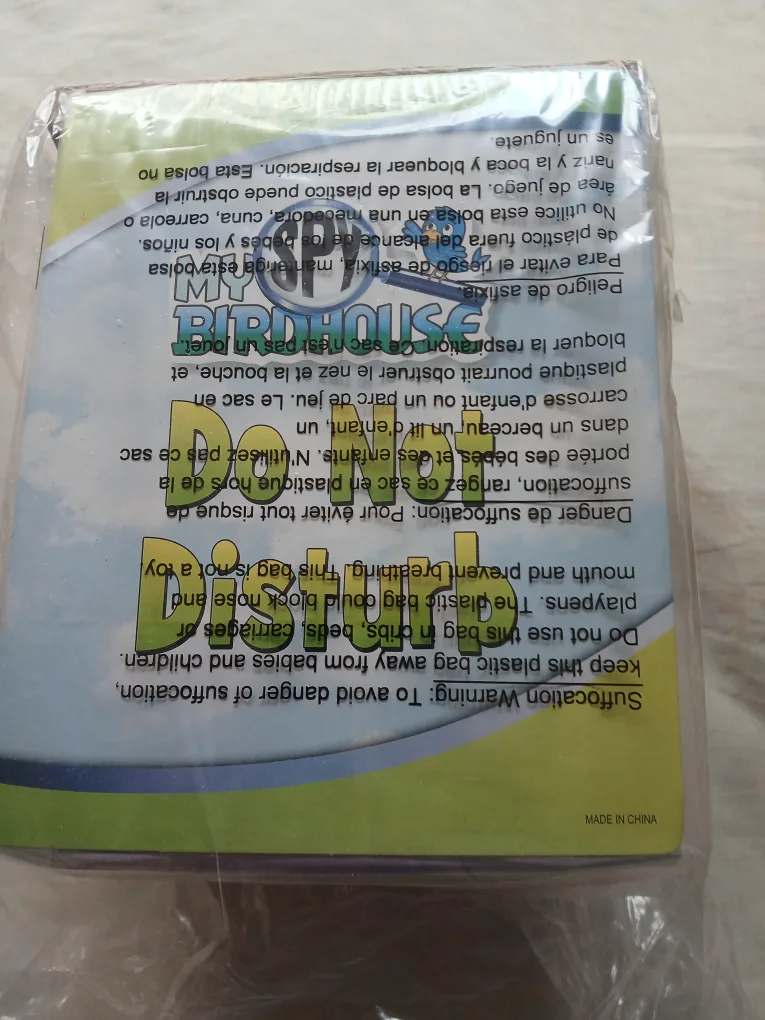 MY SPY
BIRDHOUSE
Do Not
Disturb
MADE IN CHINA
Suffocation Warning: To avoid danger of suffocation,
keep this plastic bag away from babies and children.
Do not use this bag in cribs, beds, carriages or
playpens. The plastic bag could block nose and
mouth and prevent breathing. This bag is not a toy.
Danger de suffocation: Pour éviter tout risque de
suffocation, rangez ce sac en plastique hors de la
portée des bébés et des enfants. N'utilisez pas ce sac
dans un berceau, un lit d'enfant, un
carrosse d'enfant ou un parc de jeu. Le sac en
plastique pourrait obstruer le nez et la bouche, et
bloquer la respiration. Ce sac n'est pas un jouet.
Peligro de asfixia.
Para evitar el riesgo de asfixia, mantenga esta bolsa
de plástico fuera del alcance de los bebés y los niños.
No utilice esta bolsa en una mecedora, cuna, carreola o
área de juego. La bolsa de plástico puede obstruir la
nariz y la boca y bloquear la respiración. Esta bolsa no
es un juguete.